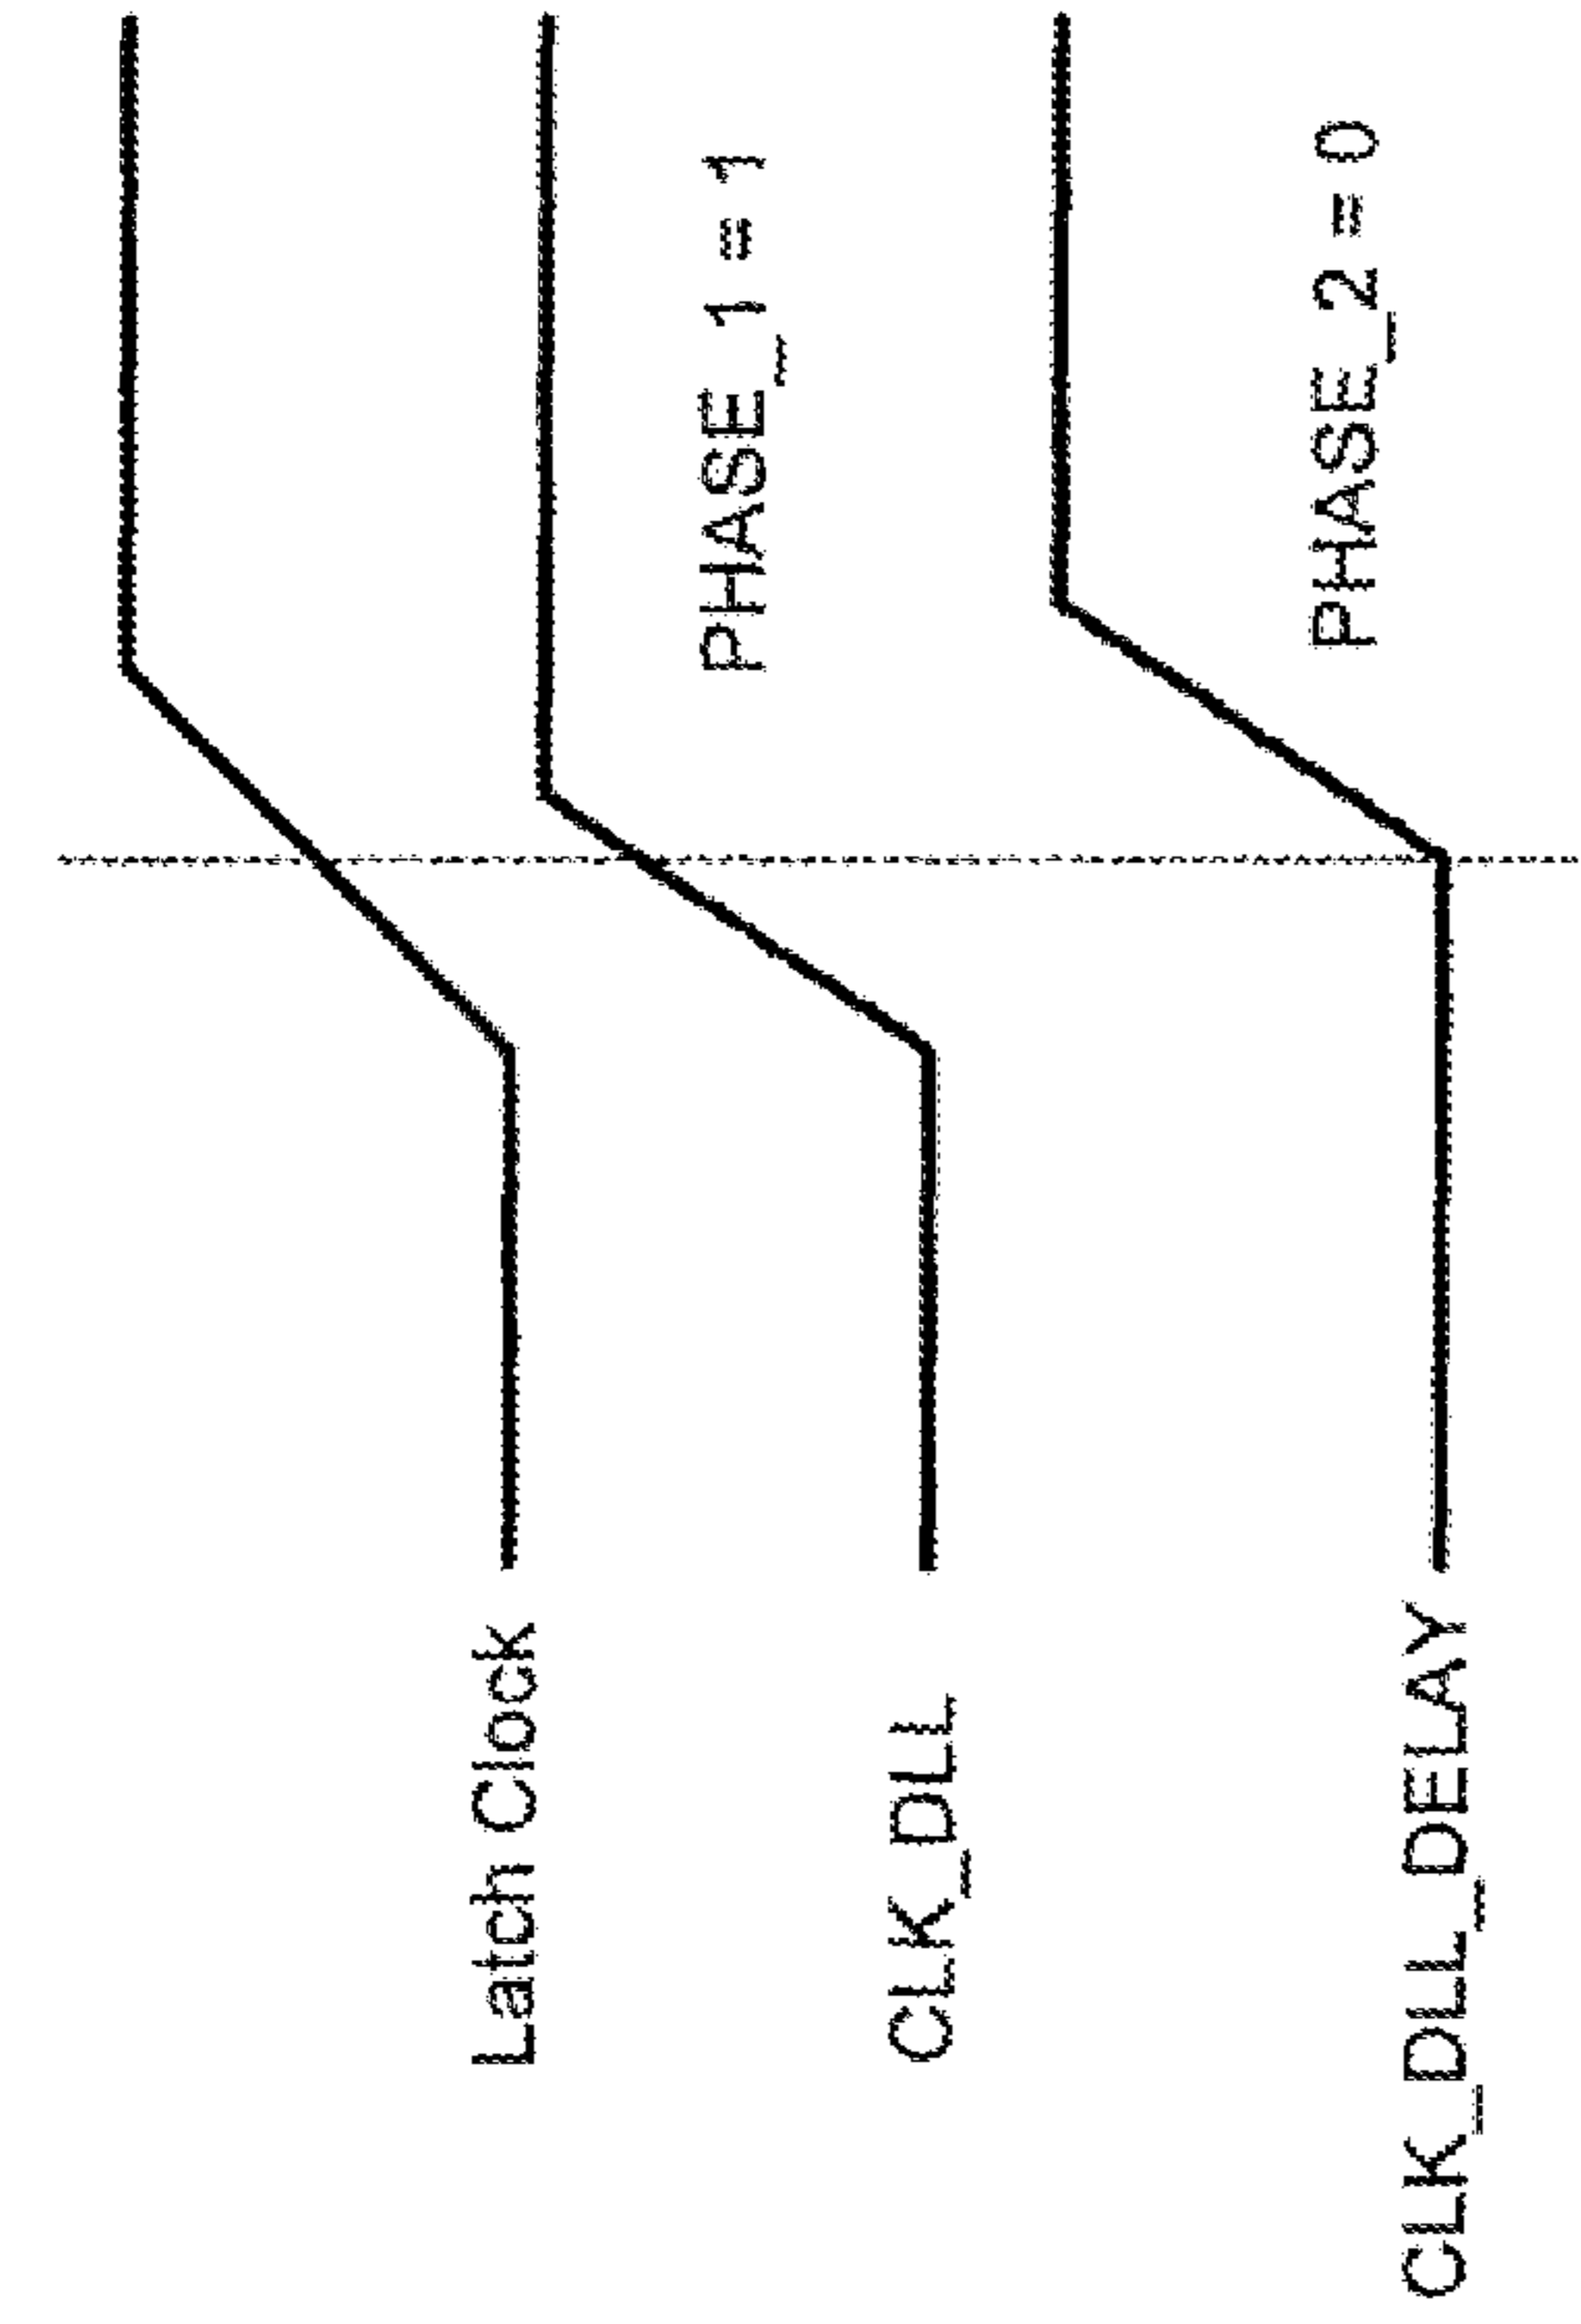 Latch Clock
CLK_DLL
PHASE_1 = 1
CLK_DLL_DELAY
PHASE_2 = 0